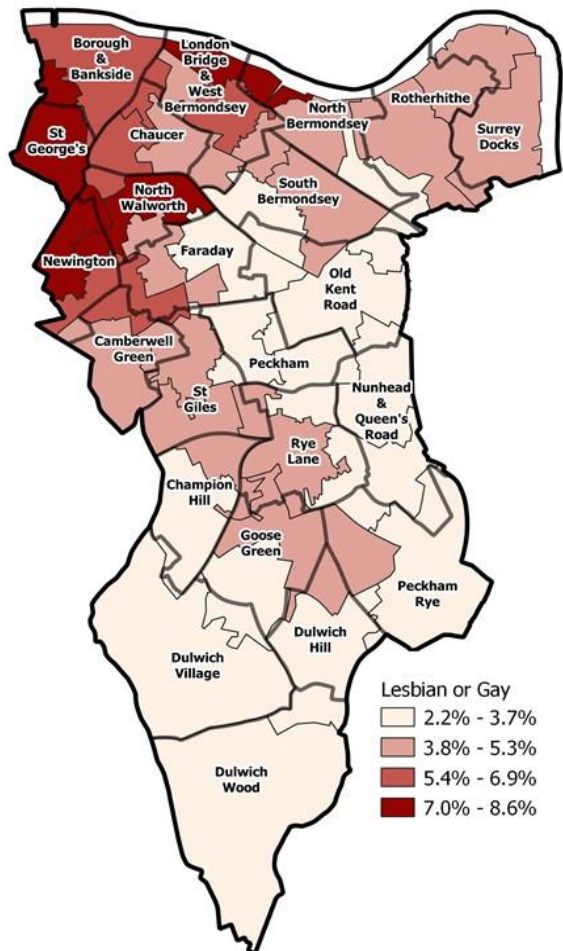 Borough
&
Bankside
London
Bridge
&
West
Bermondsey
North
Bermondsey
Rotherhithe
Surrey
Docks
St
George's
Chaucer
North
Walworth
South
Bermondsey
Newington
Faraday
Old
Kent
Road
Camberwell
Green
Peckham
St
Giles
Nunhead
&
Queen's
Road
Rye
Lane
Champion
Hill
Goose
Green
Peckham
Rye
Dulwich
Hill
Dulwich
Village
Dulwich
Wood
Lesbian or Gay
2.2% - 3.7%
3.8% - 5.3%
5.4% - 6.9%
7.0% - 8.6%